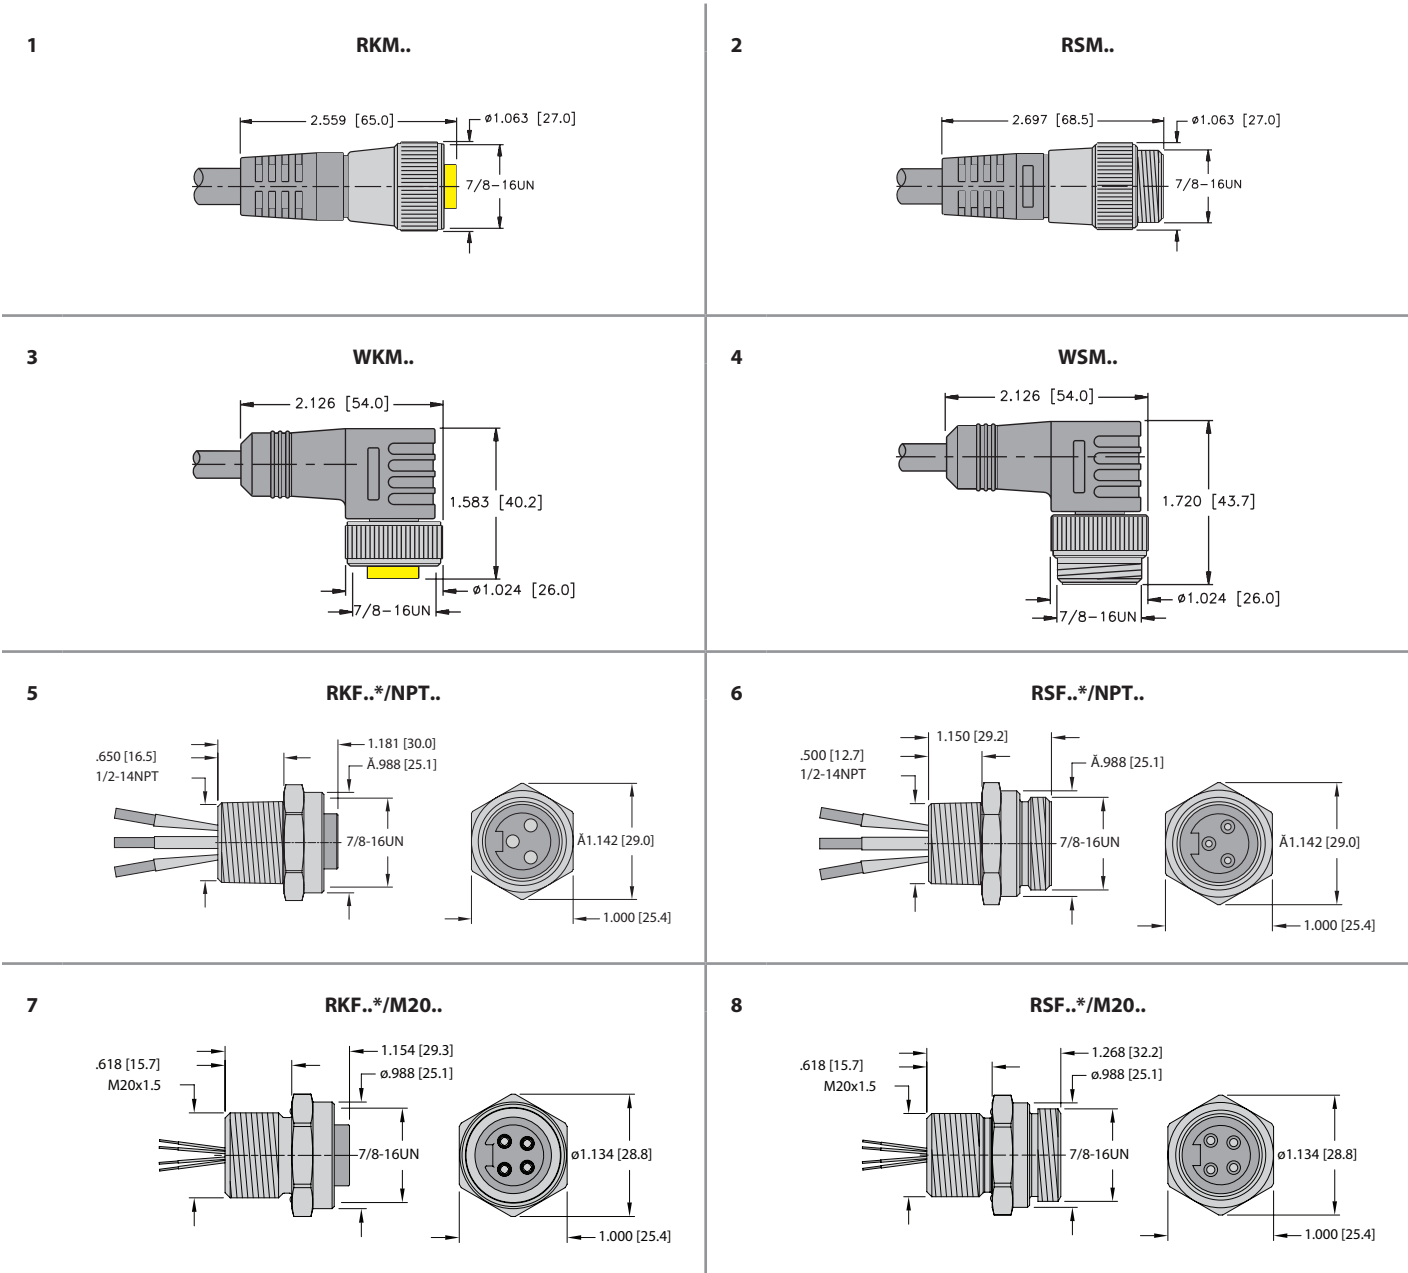 1
RKM..
2.559 [65.0]
ø1.063 [27.0]
7/8-16UN
2
RSM..
2.697 [68.5]
ø1.063 [27.0]
7/8-16UN
3
WKM..
2.126 [54.0]
1.583 [40.2]
ø1.024 [26.0]
7/8-16UN
4
WSM..
2.126 [54.0]
1.720 [43.7]
ø1.024 [26.0]
7/8-16UN
5
RKF..*/NPT..
.650 [16.5]
1/2-14NPT
1.181 [30.0]
Ă.988 [25.1]
7/8-16UN
Ă1.142 [29.0]
1.000 [25.4]
6
RSF..*/NPT..
.500 [12.7]
1/2-14NPT
1.150 [29.2]
Ă.988 [25.1]
7/8-16UN
Ă1.142 [29.0]
1.000 [25.4]
7
RKF..*/M20..
.618 [15.7]
M20x1.5
1.154 [29.3]
ø.988 [25.1]
7/8-16UN
ø1.134 [28.8]
1.000 [25.4]
8
RSF..*/M20..
.618 [15.7]
M20x1.5
1.268 [32.2]
ø.988 [25.1]
7/8-16UN
ø1.134 [28.8]
1.000 [25.4]